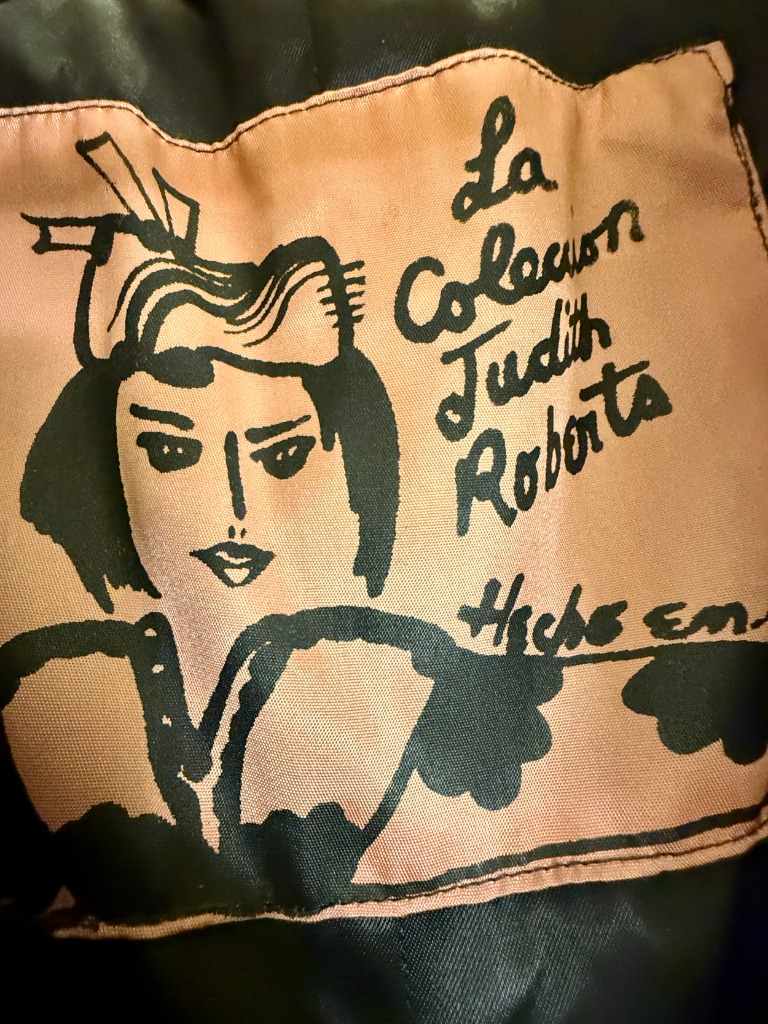 La
Coleccion
Judith
Roberts
Hecho en